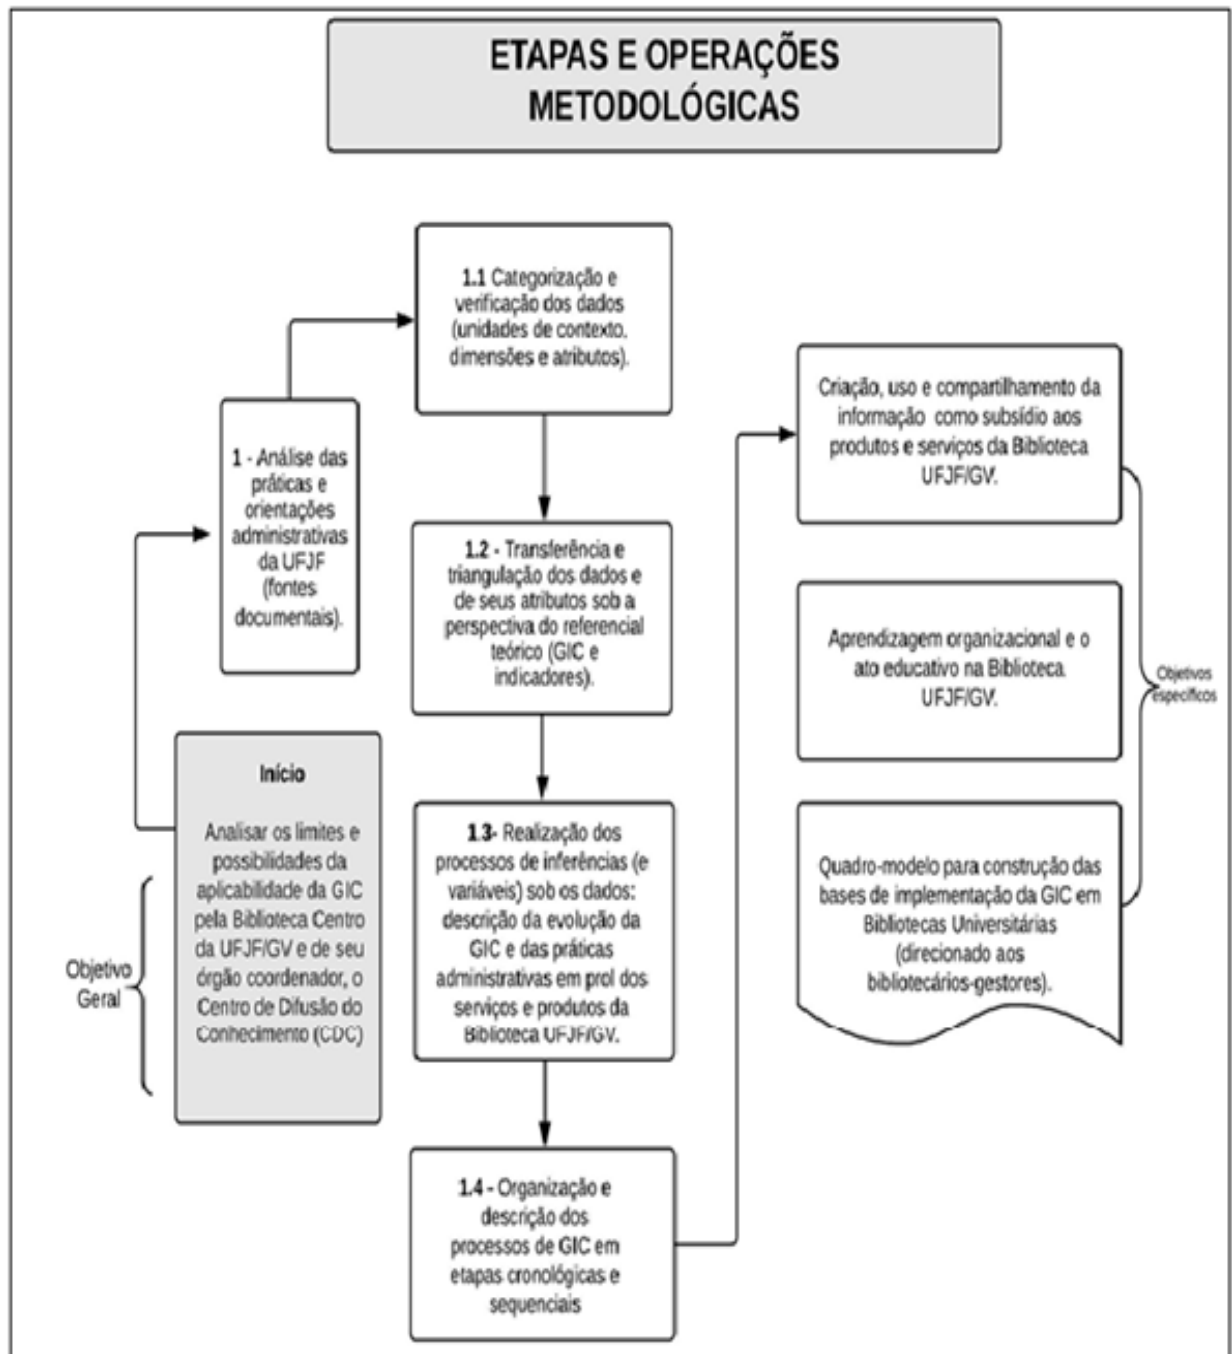 ETAPAS E OPERAÇÕES
METODOLÓGICAS
Início
Analisar os limites e
possibilidades da
aplicabilidade da GIC
pela Biblioteca Centro
da UFJF/GV e de seu
órgão coordenador, o
Centro de Difusão do
Conhecimento (CDC)
Objetivo
Geral
1 - Análise das
práticas e
orientações
administrativas
da UFJF
(fontes
documentais).
1.1 Categorização e
verificação dos dados
(unidades de contexto,
dimensões e atributos).
1.2 - Transferência e
triangulação dos dados e
de seus atributos sob a
perspectiva do referencial
teórico (GIC e
indicadores).
1.3- Realização dos
processos de inferências (e
variáveis) sob os dados:
descrição da evolução da
GIC e das práticas
administrativas em prol dos
serviços e produtos da
Biblioteca UFJF/GV.
1.4 - Organização e
descrição dos
processos de GIC em
etapas cronológicas e
sequenciais
Criação, uso e compartilhamento da
informação como subsídio aos
produtos e serviços da Biblioteca
UFJF/GV.
Aprendizagem organizacional e o
ato educativo na Biblioteca
UFJF/GV.
Quadro-modelo para construção das
bases de implementação da GIC em
Bibliotecas Universitárias
(direcionado aos
bibliotecários-gestores).
Objetivos
específicos